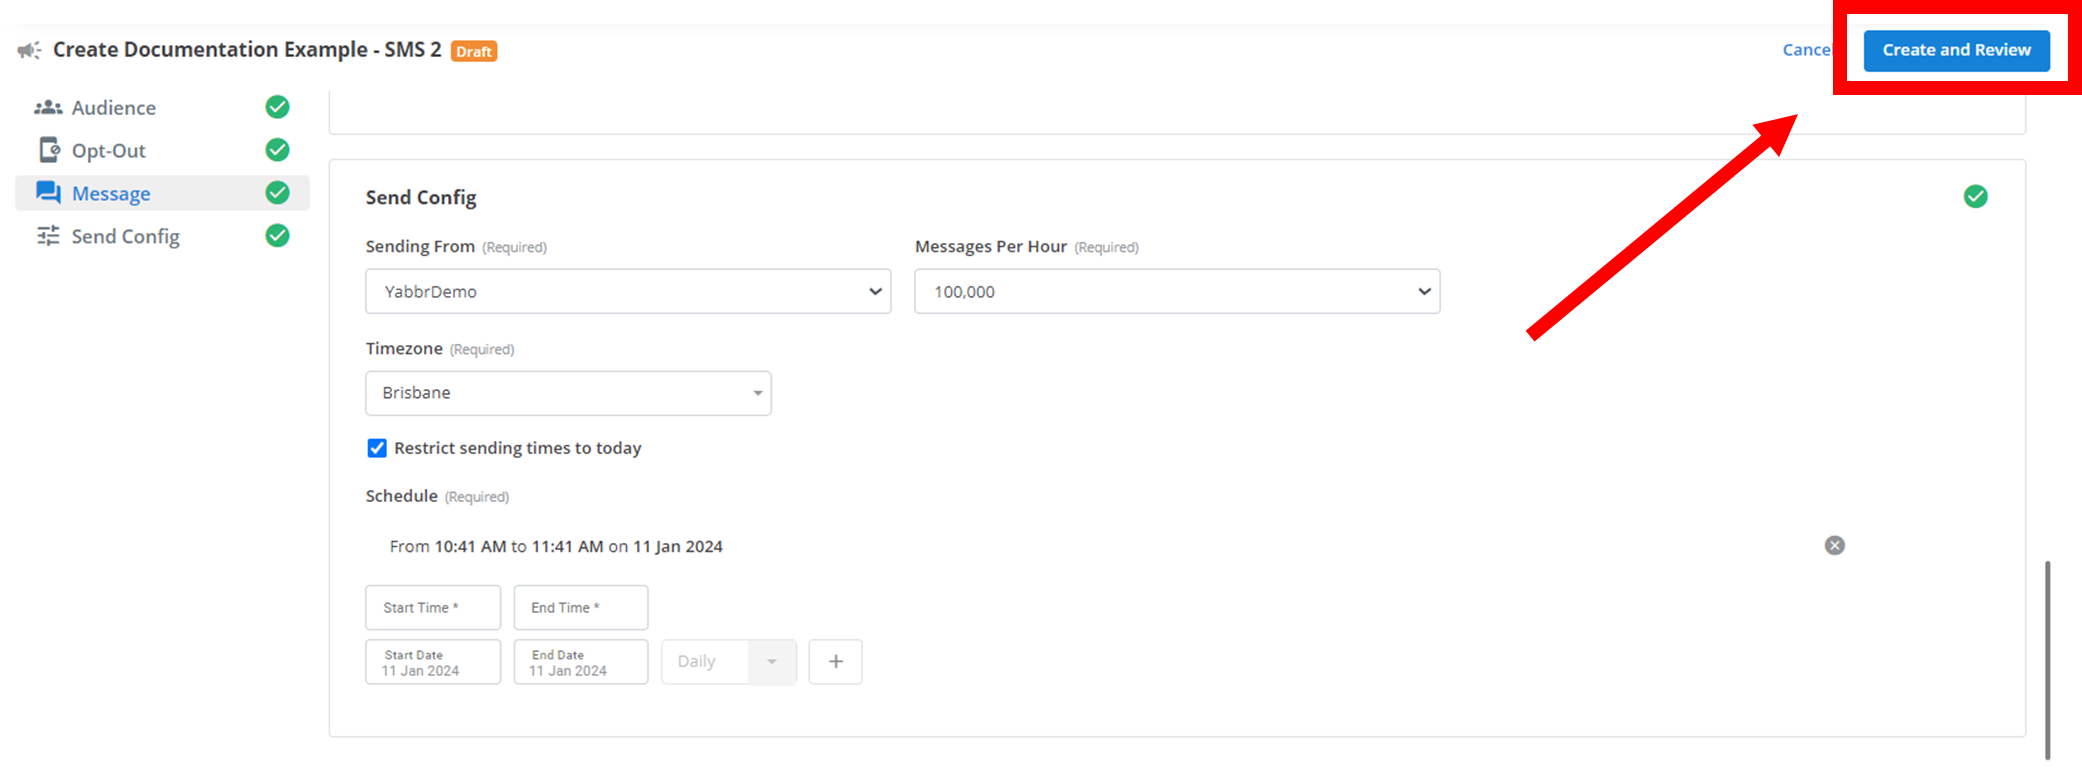 Create Documentation Example - SMS 2 Draft
Cancel Create and Review
Audience
Opt-Out
Message
Send Config
Send Config
Sending From (Required) Messages Per Hour (Required)
YabbrDemo 100,000
Timezone (Required)
Brisbane
Restrict sending times to today
Schedule (Required)
From 10:41 AM to 11:41 AM on 11 Jan 2024
Start Time * End Time *
Start Date End Date
11 Jan 2024 11 Jan 2024 Daily +